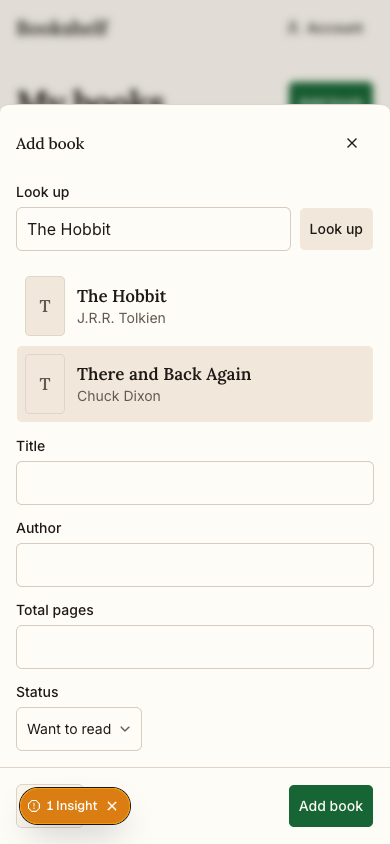 Bookshelf
Account
My books
Add book
Look up
The Hobbit
Look up
T
The Hobbit
J.R.R. Tolkien
T
There and Back Again
Chuck Dixon
Title
Author
Total pages
Status
Want to read
1 Insight
Add book